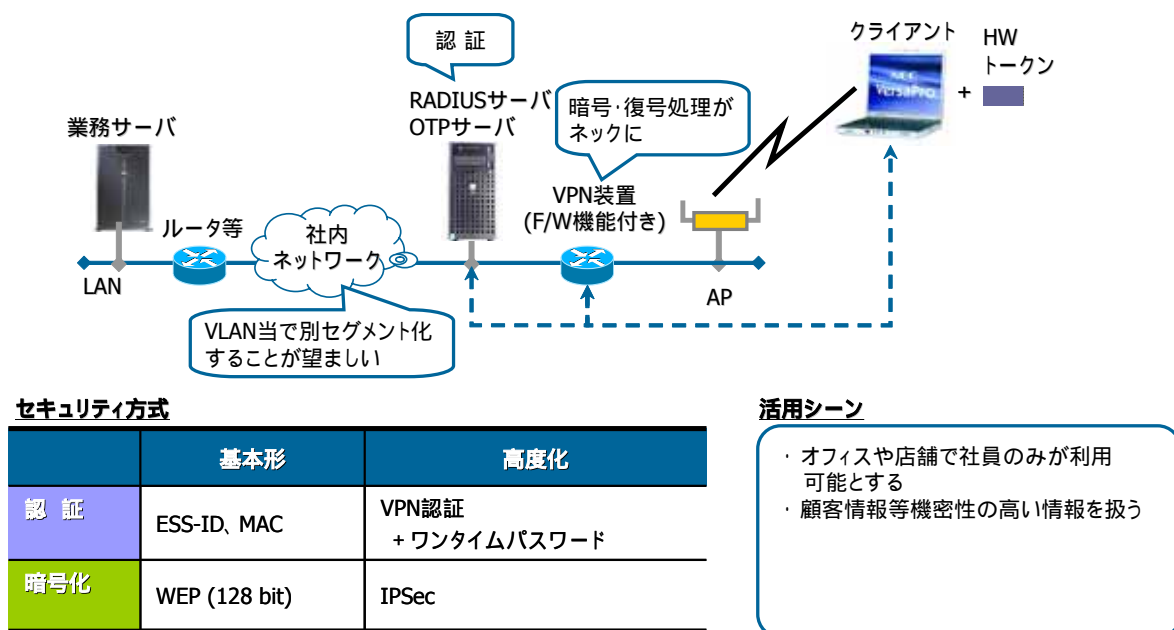 認 証
クライアント
HW
トークン
RADIUSサーバ
OTPサーバ
暗号・復号処理が
ネックに
業務サーバ
VPN装置
(F/W機能付き)
ルータ等
社内
ネットワーク
LAN
AP
VLAN当で別セグメント化
することが望ましい
NEC
VersaPro
+
セキュリティ方式
基本形
高度化
認 証
ESS-ID、MAC
VPN認証
+ ワンタイムパスワード
暗号化
WEP (128 bit)
IPSec
活用シーン
・オフィスや店舗で社員のみが利用
可能とする
・顧客情報等機密性の高い情報を扱う